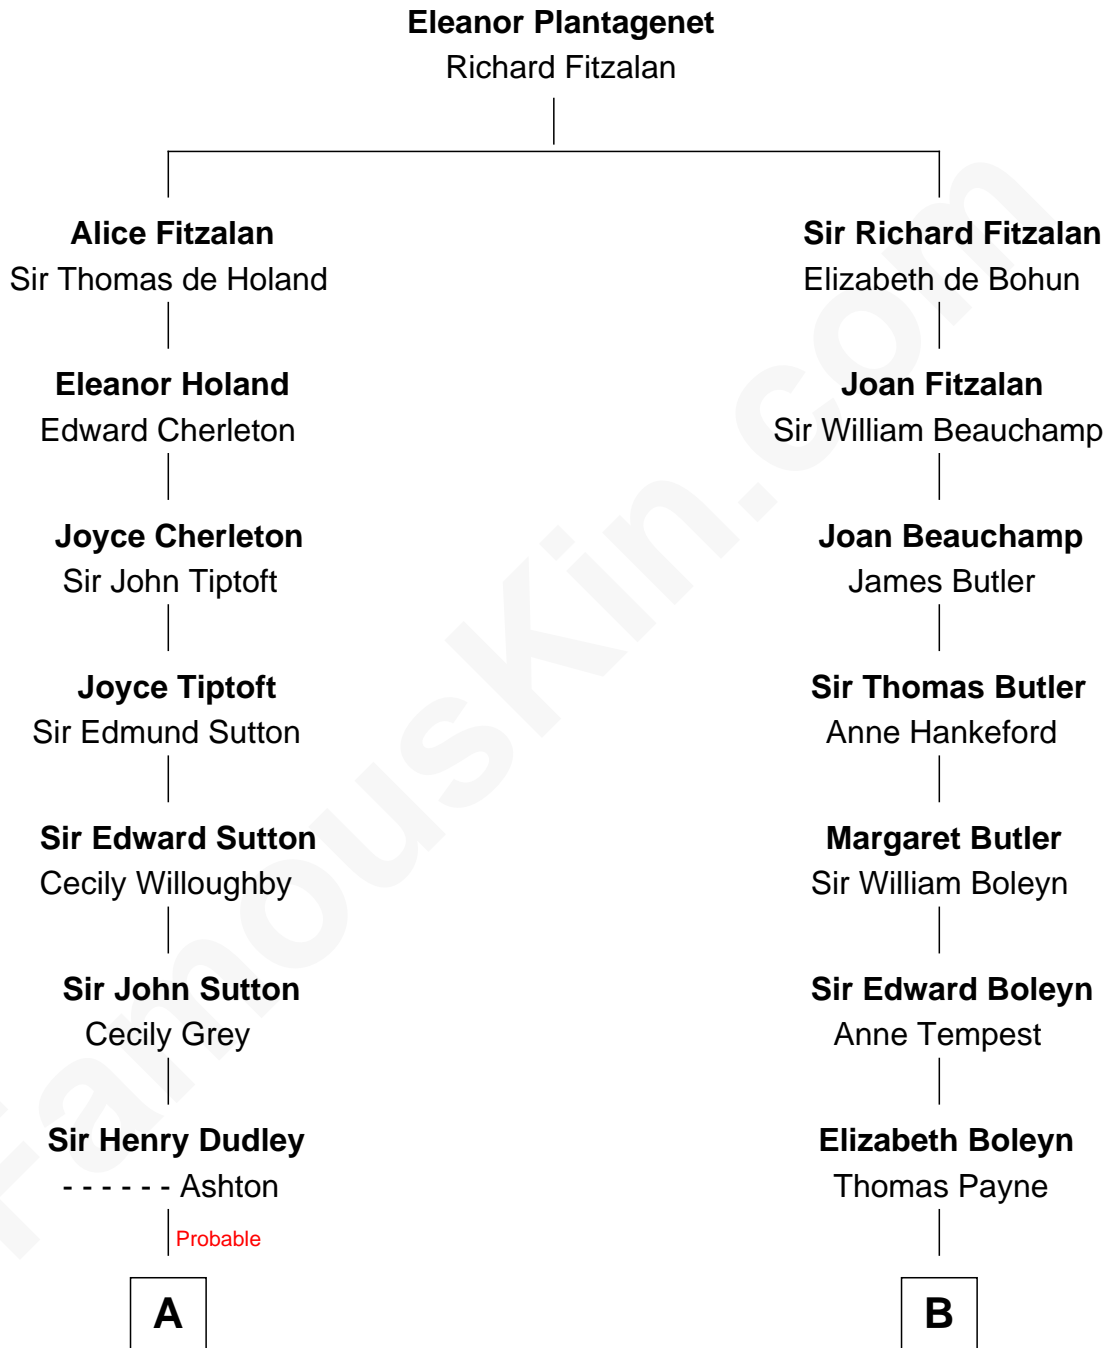 Eleanor Plantagenet
Richard Fitzalan
Alice Fitzalan
Sir Thomas de Holand
Sir Richard Fitzalan
Elizabeth de Bohun
Eleanor Holand
Edward Cherleton
Joan Fitzalan
Sir William Beauchamp
Joyce Cherleton
Sir John Tiptoft
Joan Beauchamp
James Butler
Joyce Tiptoft
Sir Edmund Sutton
Sir Thomas Butler
Anne Hankeford
Sir Edward Sutton
Cecily Willoughby
Margaret Butler
Sir William Boleyn
Sir John Sutton
Cecily Grey
Sir Edward Boleyn
Anne Tempest
Sir Henry Dudley
- - - - - - Ashton
Elizabeth Boleyn
Thomas Payne
Probable
A
B
FamousKin.com